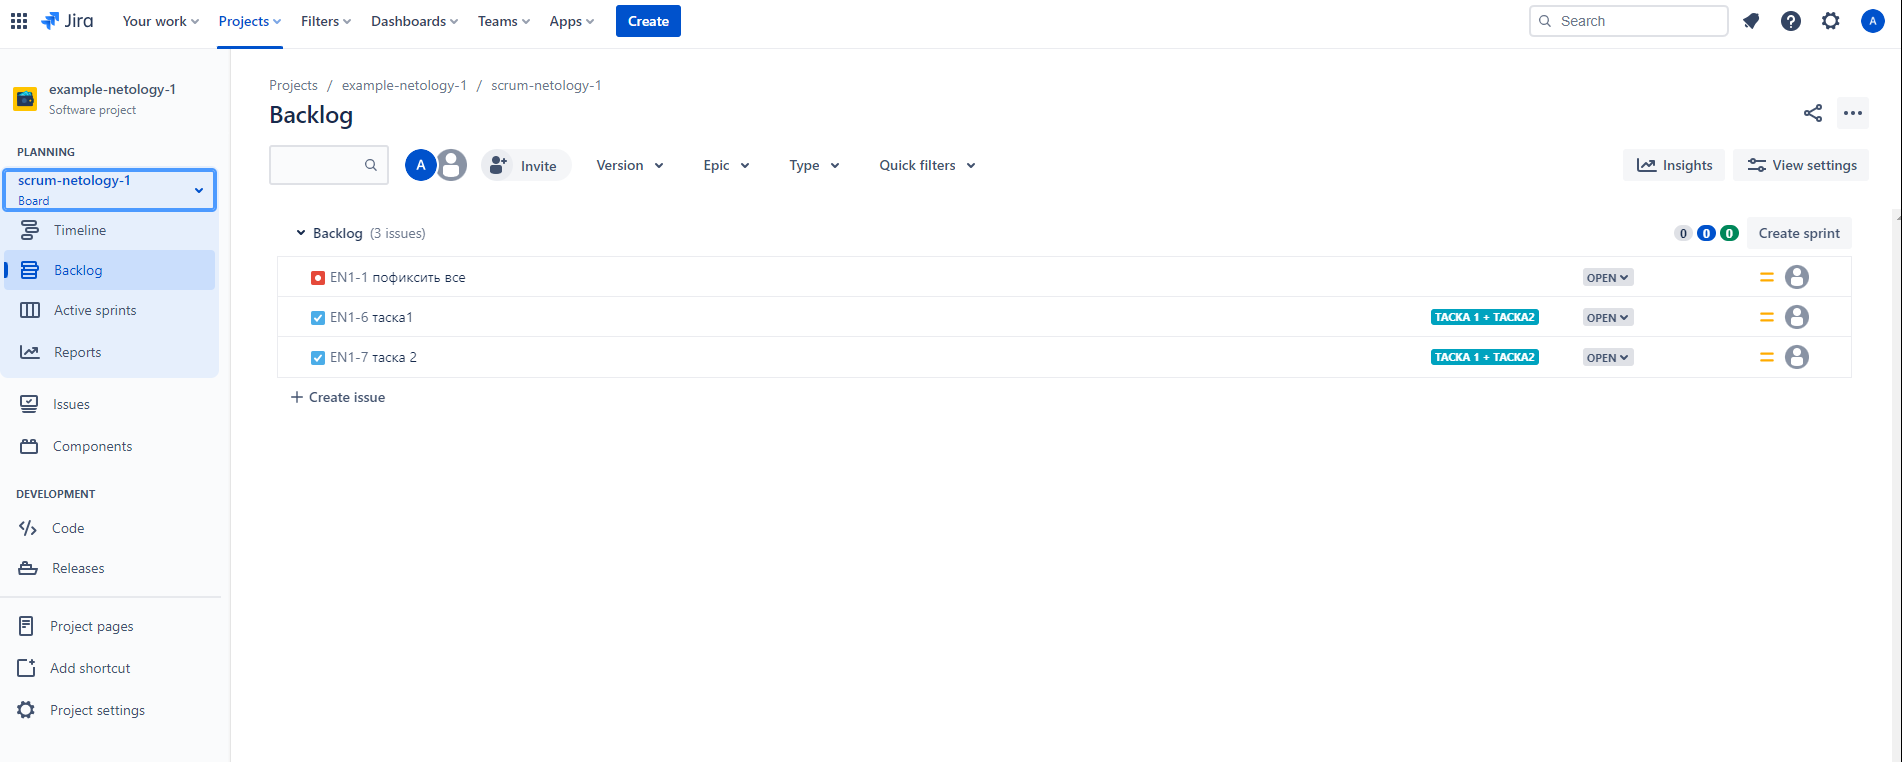 Jira Your work Projects Filters Dashboards Teams Apps Create Search A
example-netology-1
Software project
PLANNING
scrum-netology-1
Board
Timeline
Backlog
Active sprints
Reports
Issues
Components
DEVELOPMENT
Code
Releases
Project pages
Add shortcut
Project settings
Projects / example-netology-1 / scrum-netology-1
Backlog
A Invite Version Epic Type Quick filters Insights View settings
Backlog (3 issues) 0 0 0 Create sprint
EN1-1 пофиксить все OPEN
EN1-6 таска1 ТАСКА 1 + ТАСКА2 OPEN
EN1-7 таска 2 ТАСКА 1 + ТАСКА2 OPEN
+ Create issue